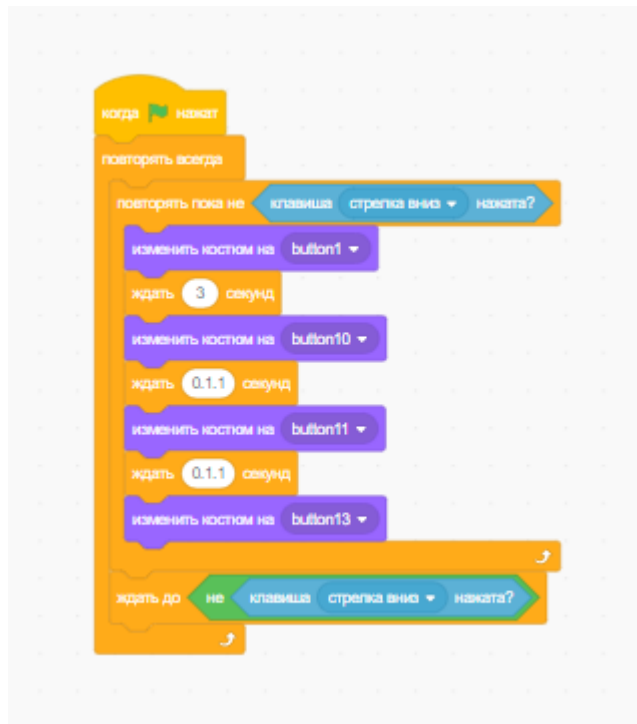 когда нажат
повторять всегда
повторять пока не клавиша стрелка вниз нажата?
изменить костюм на button1
ждать 3 секунд
изменить костюм на button10
ждать 0.1.1 секунд
изменить костюм на button11
ждать 0.1.1 секунд
изменить костюм на button13
ждать до не клавиша стрелка вниз нажата?